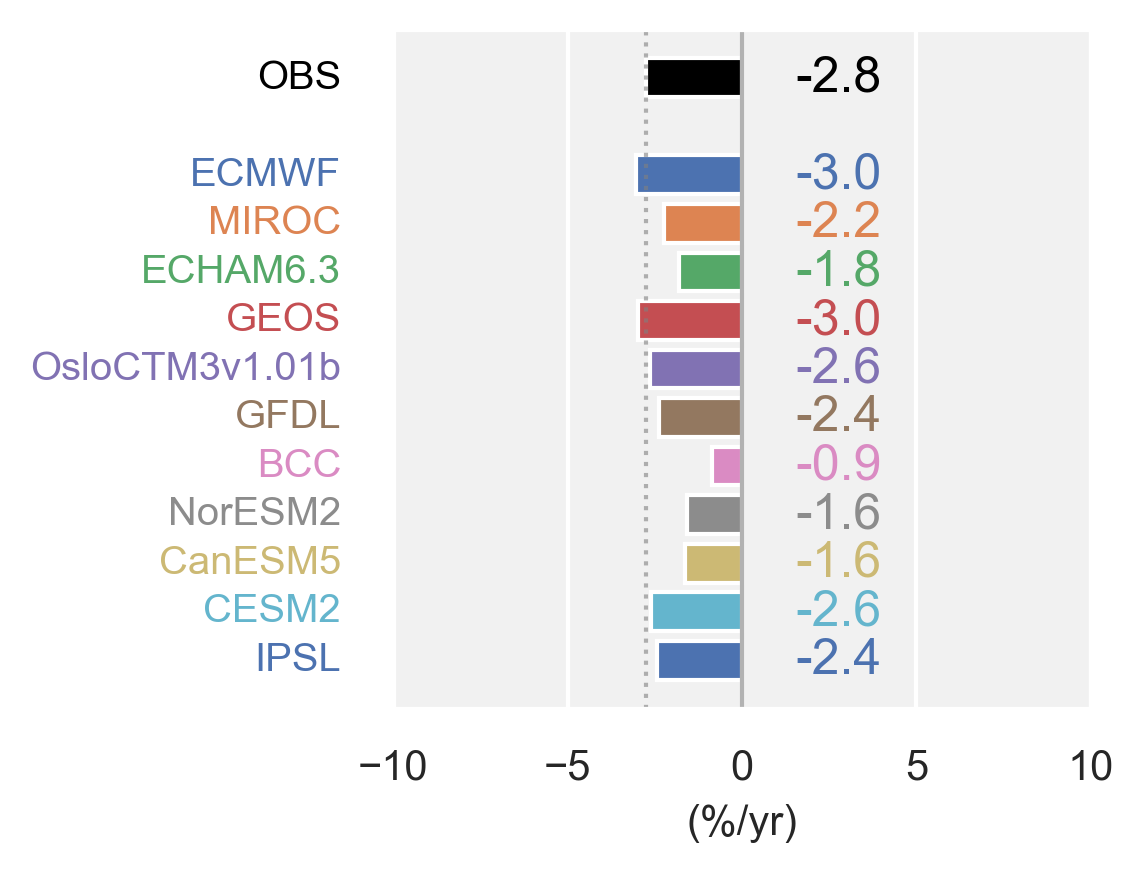 OBS -2.8
ECMWF -3.0
MIROC -2.2
ECHAM6.3 -1.8
GEOS -3.0
OsloCTM3v1.01b -2.6
GFDL -2.4
BCC -0.9
NorESM2 -1.6
CanESM5 -1.6
CESM2 -2.6
IPSL -2.4
−10 −5 0 5 10
(%/yr)